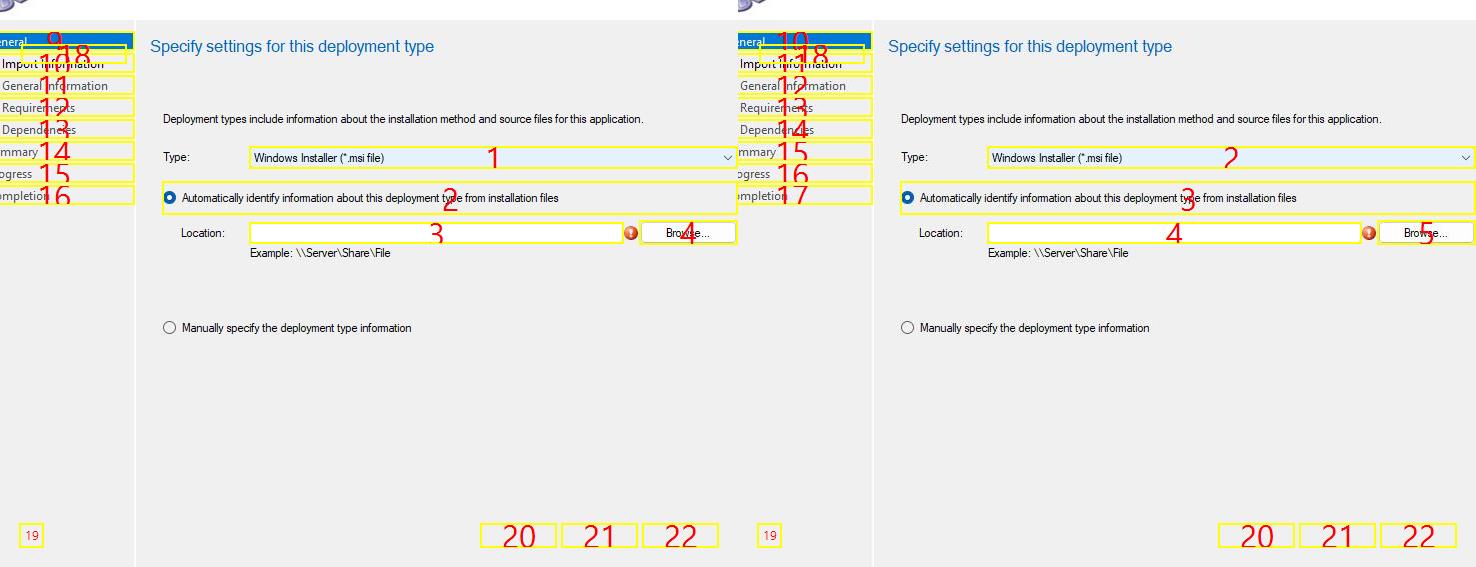 eneral 9
18
Import Information 10
General Information 11
Requirements 12
Dependencies 13
mmary 14
ogress 15
ompletion 16
Specify settings for this deployment type
Deployment types include information about the installation method and source files for this application.
Type: Windows Installer (*.msi file) 1
Automatically identify information about this deployment type from installation files 2
Location: 3 Browse... 4
Example: \\Server\Share\File
Manually specify the deployment type information
19 20 21 22
eneral 10
18
Import Information 11
General Information 12
Requirements 13
Dependencies 14
mmary 15
ogress 16
ompletion 17
Specify settings for this deployment type
Deployment types include information about the installation method and source files for this application.
Type: Windows Installer (*.msi file) 2
Automatically identify information about this deployment type from installation files 3
Location: 4 Browse... 5
Example: \\Server\Share\File
Manually specify the deployment type information
19 20 21 22